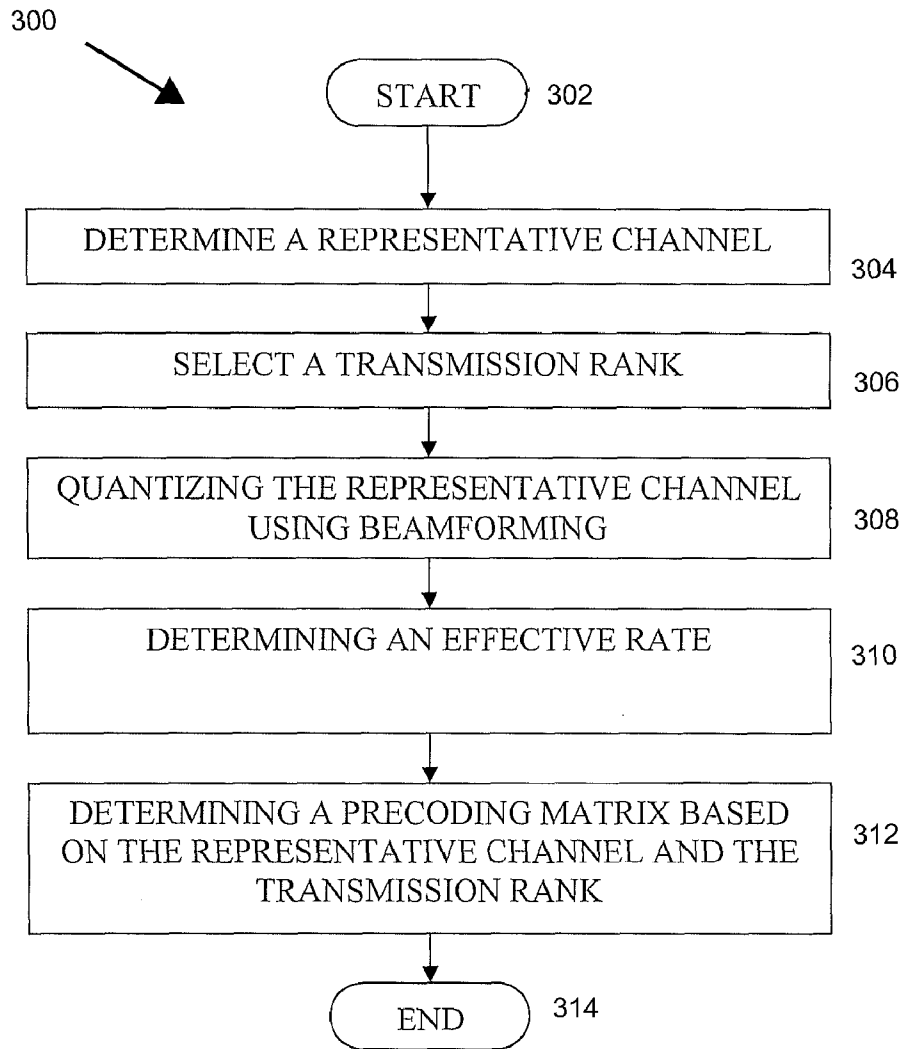 300
START
302
DETERMINE A REPRESENTATIVE CHANNEL
304
SELECT A TRANSMISSION RANK
306
QUANTIZING THE REPRESENTATIVE CHANNEL
USING BEAMFORMING
308
DETERMINING AN EFFECTIVE RATE
310
DETERMINING A PRECODING MATRIX BASED
ON THE REPRESENTATIVE CHANNEL AND THE
TRANSMISSION RANK
312
END
314